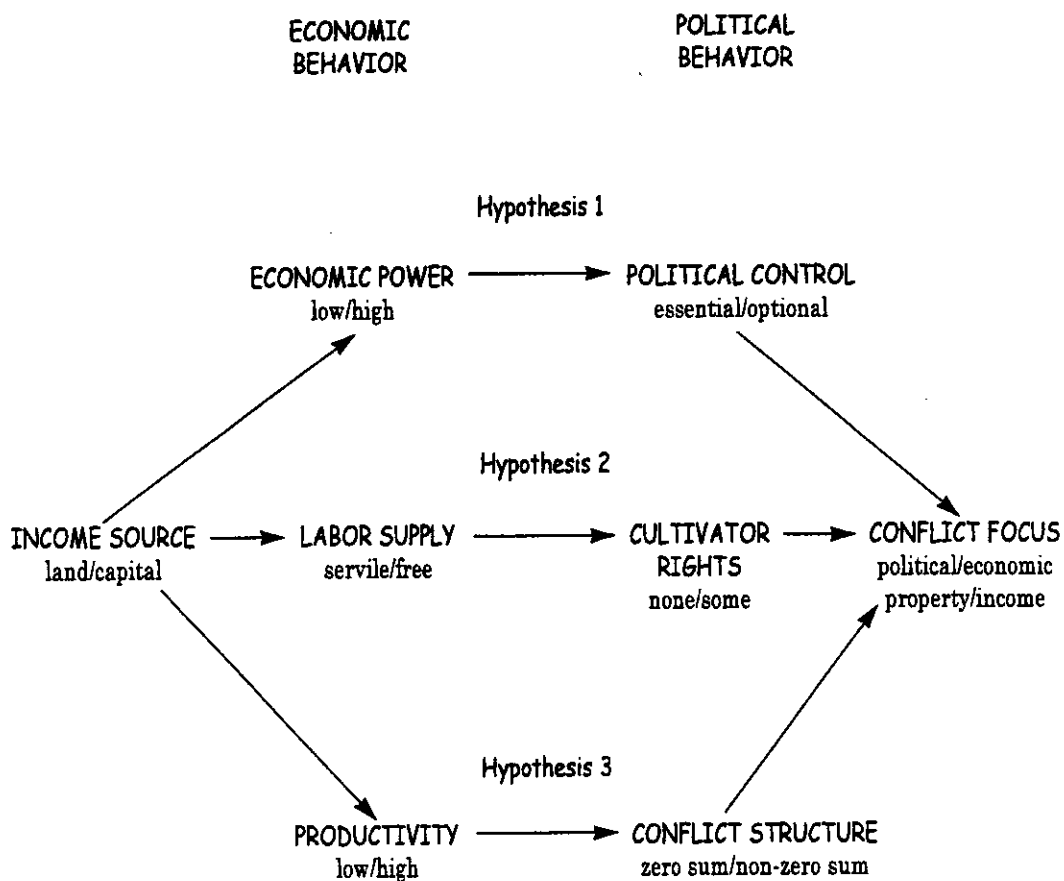 ECONOMIC
BEHAVIOR
POLITICAL
BEHAVIOR
Hypothesis 1
ECONOMIC POWER
low/high
POLITICAL CONTROL
essential/optional
Hypothesis 2
INCOME SOURCE
land/capital
LABOR SUPPLY
servile/free
CULTIVATOR
RIGHTS
none/some
CONFLICT FOCUS
political/economic
property/income
Hypothesis 3
PRODUCTIVITY
low/high
CONFLICT STRUCTURE
zero sum/non-zero sum